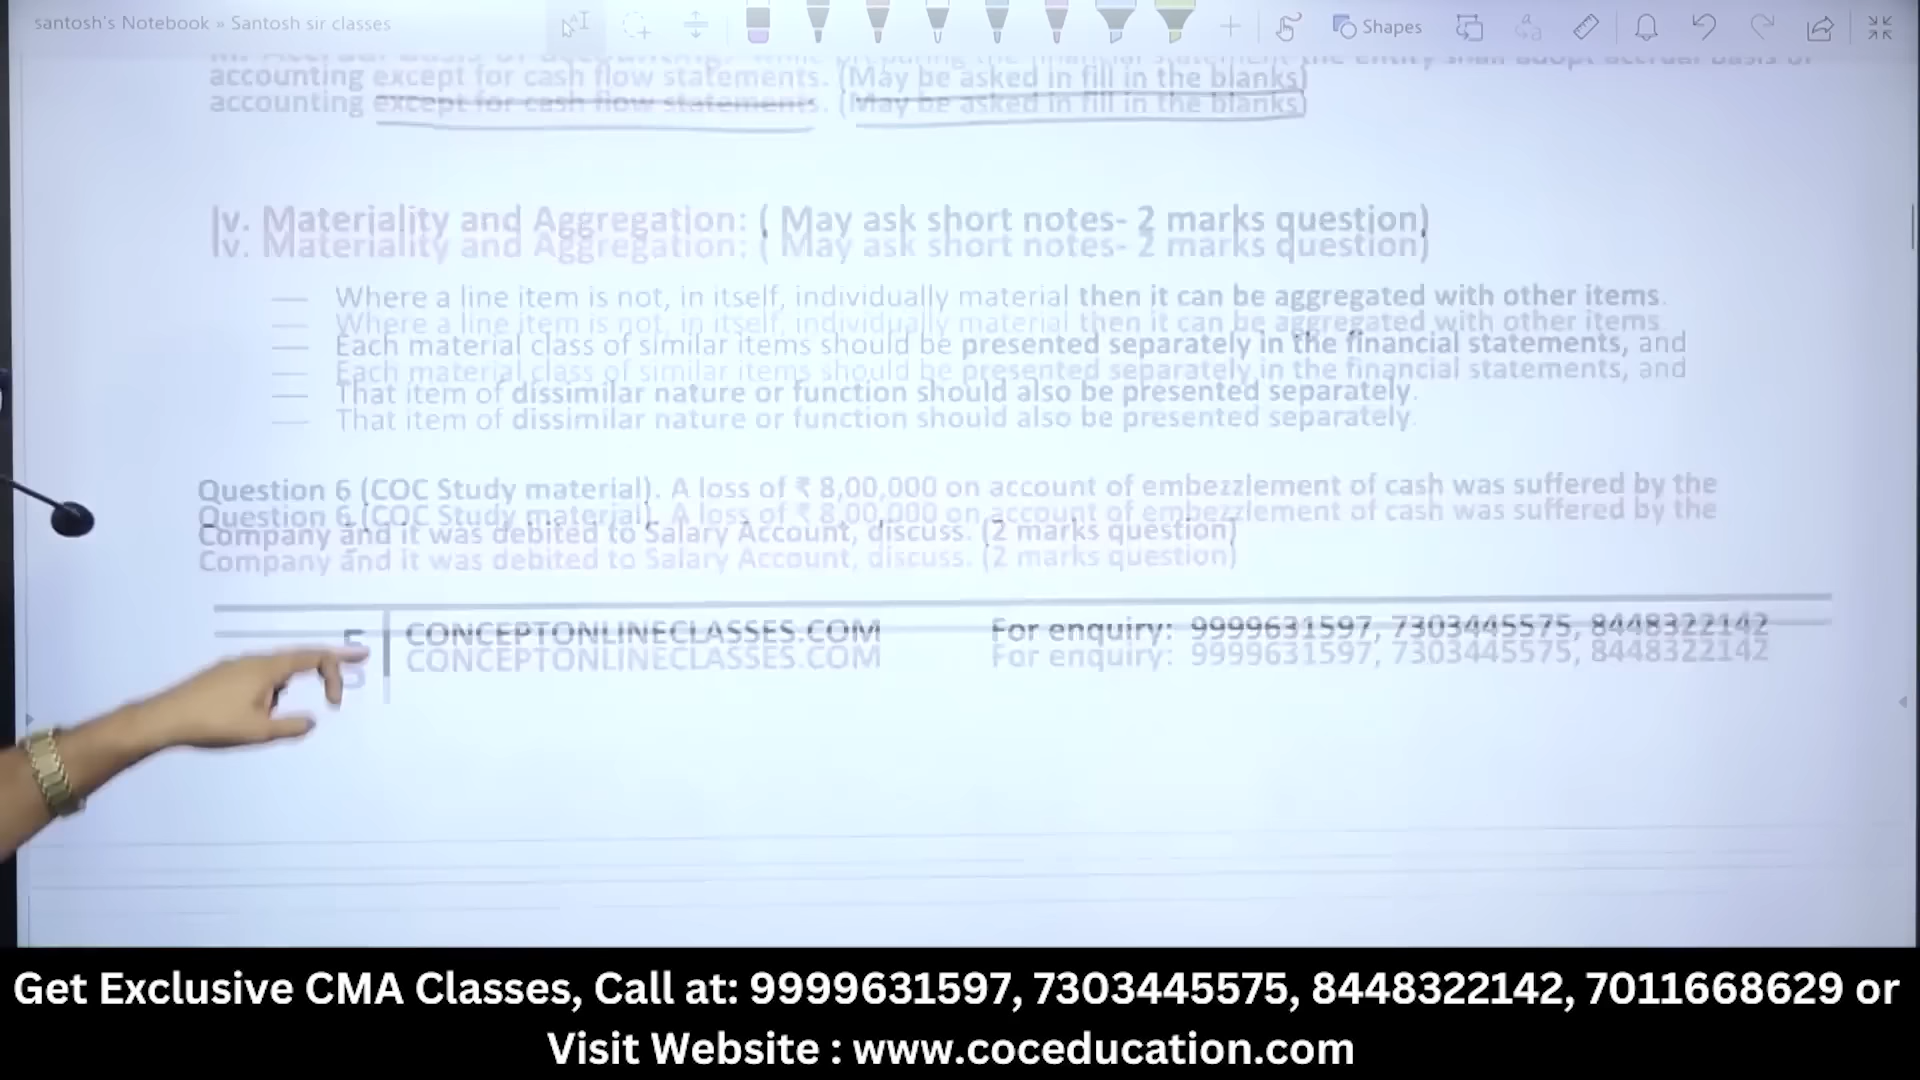 santosh's Notebook » Santosh sir classes
Shapes
accounting except for cash flow statements. (May be asked in fill in the blanks)
Iv. Materiality and Aggregation: ( May ask short notes- 2 marks question)
— Where a line item is not, in itself, individually material then it can be aggregated with other items.
— Each material class of similar items should be presented separately in the financial statements, and
— That item of dissimilar nature or function should also be presented separately.
Question 6 (COC Study material). A loss of ₹ 8,00,000 on account of embezzlement of cash was suffered by the
Company and it was debited to Salary Account, discuss. (2 marks question)
5 CONCEPTONLINECLASSES.COM For enquiry: 9999631597, 7303445575, 8448322142
Get Exclusive CMA Classes, Call at: 9999631597, 7303445575, 8448322142, 7011668629 or
Visit Website : www.coceducation.com